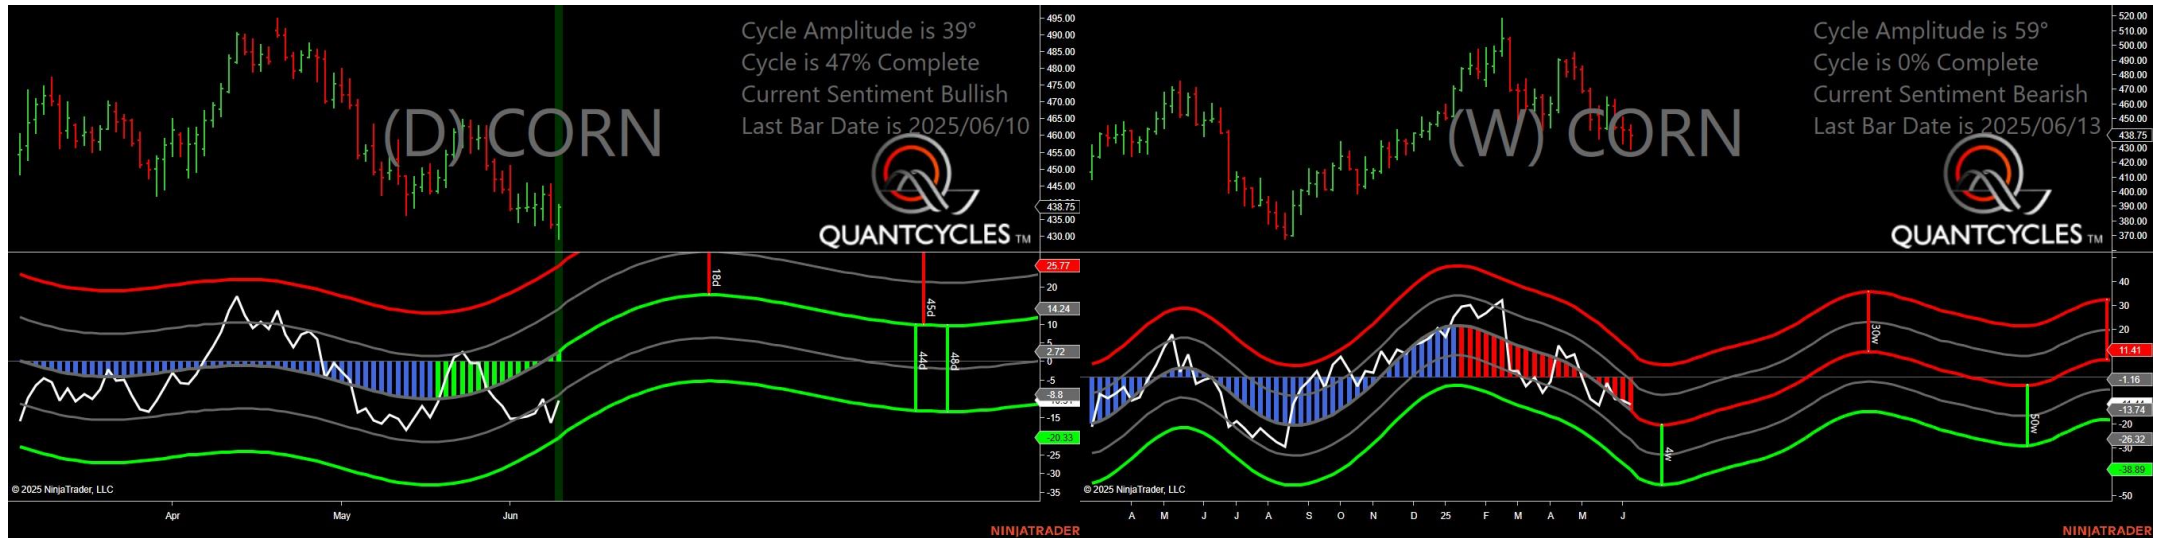 Cycle Amplitude is 39°
Cycle is 47% Complete
Current Sentiment Bullish
Last Bar Date is 2025/06/10
(D) CORN
QUANTCYCLES TM
495.00
490.00
485.00
480.00
475.00
470.00
465.00
460.00
455.00
450.00
445.00
438.75
435.00
430.00
25.77
20
14.24
10
5
2.72
0
-5
-8.8
-15
-20.33
-25
-30
-35
18d
45d
44d
48d
© 2025 NinjaTrader, LLC
Apr
May
Jun
NINJATRADER
Cycle Amplitude is 59°
Cycle is 0% Complete
Current Sentiment Bearish
Last Bar Date is 2025/06/13
(W) CORN
QUANTCYCLES TM
520.00
510.00
500.00
490.00
480.00
470.00
460.00
450.00
438.75
430.00
420.00
410.00
400.00
390.00
380.00
370.00
40
30
20
11.41
-1.16
-13.74
-20
-26.32
-30
-38.89
-50
4w
30w
50w
© 2025 NinjaTrader, LLC
A
M
J
J
A
S
O
N
D
25
F
M
A
M
J
NINJATRADER